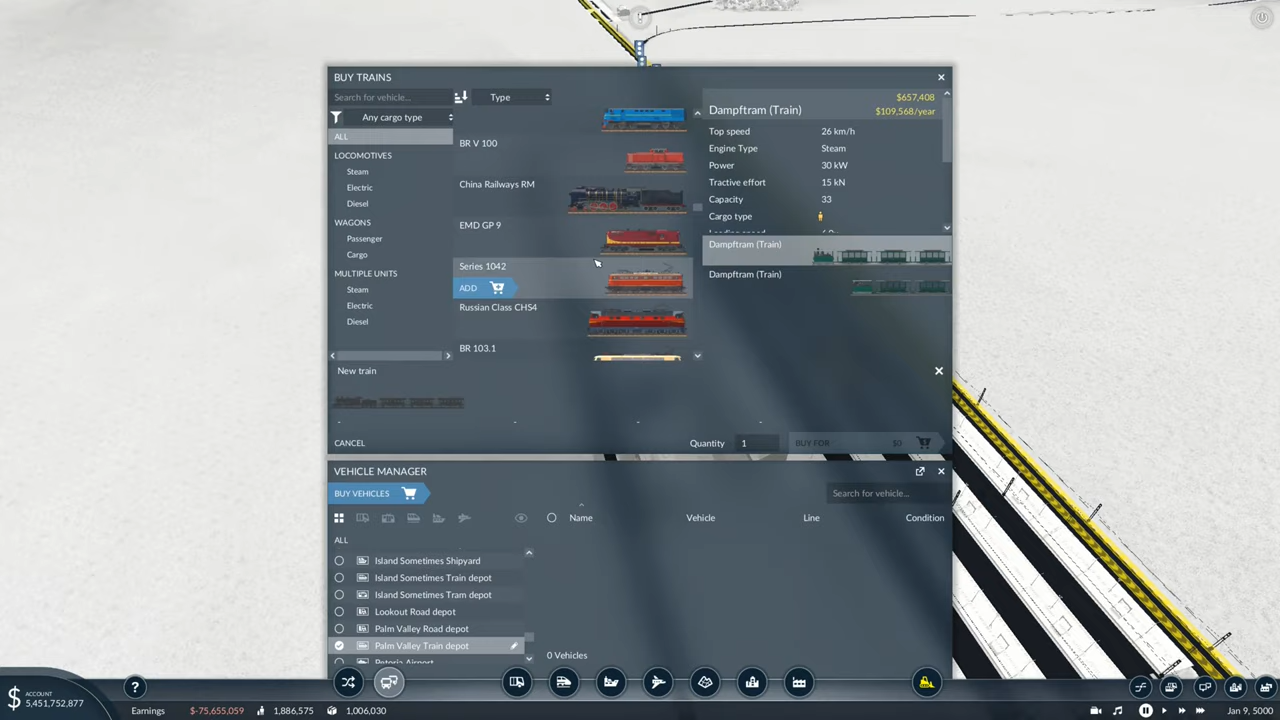 BUY TRAINS
Search for vehicle...
Type
Any cargo type
ALL
LOCOMOTIVES
Steam
Electric
Diesel
WAGONS
Passenger
Cargo
MULTIPLE UNITS
Steam
Electric
Diesel
BR V 100
China Railways RM
EMD GP 9
Series 1042
ADD
Russian Class CHS4
BR 103.1
$657,408
Dampftram (Train)
$109,568/year
Top speed 26 km/h
Engine Type Steam
Power 30 kW
Tractive effort 15 kN
Capacity 33
Cargo type
Dampftram (Train)
Dampftram (Train)
New train
- - - -
CANCEL
Quantity 1
BUY FOR $0
VEHICLE MANAGER
BUY VEHICLES
Search for vehicle...
Name Vehicle Line Condition
ALL
Island Sometimes Shipyard
Island Sometimes Train depot
Island Sometimes Tram depot
Lookout Road depot
Palm Valley Road depot
Palm Valley Train depot
0 Vehicles
$ ACCOUNT
5,451,752,877
?
Earnings $-75,655,059
1,886,575
1,006,030
Jan 9, 5000